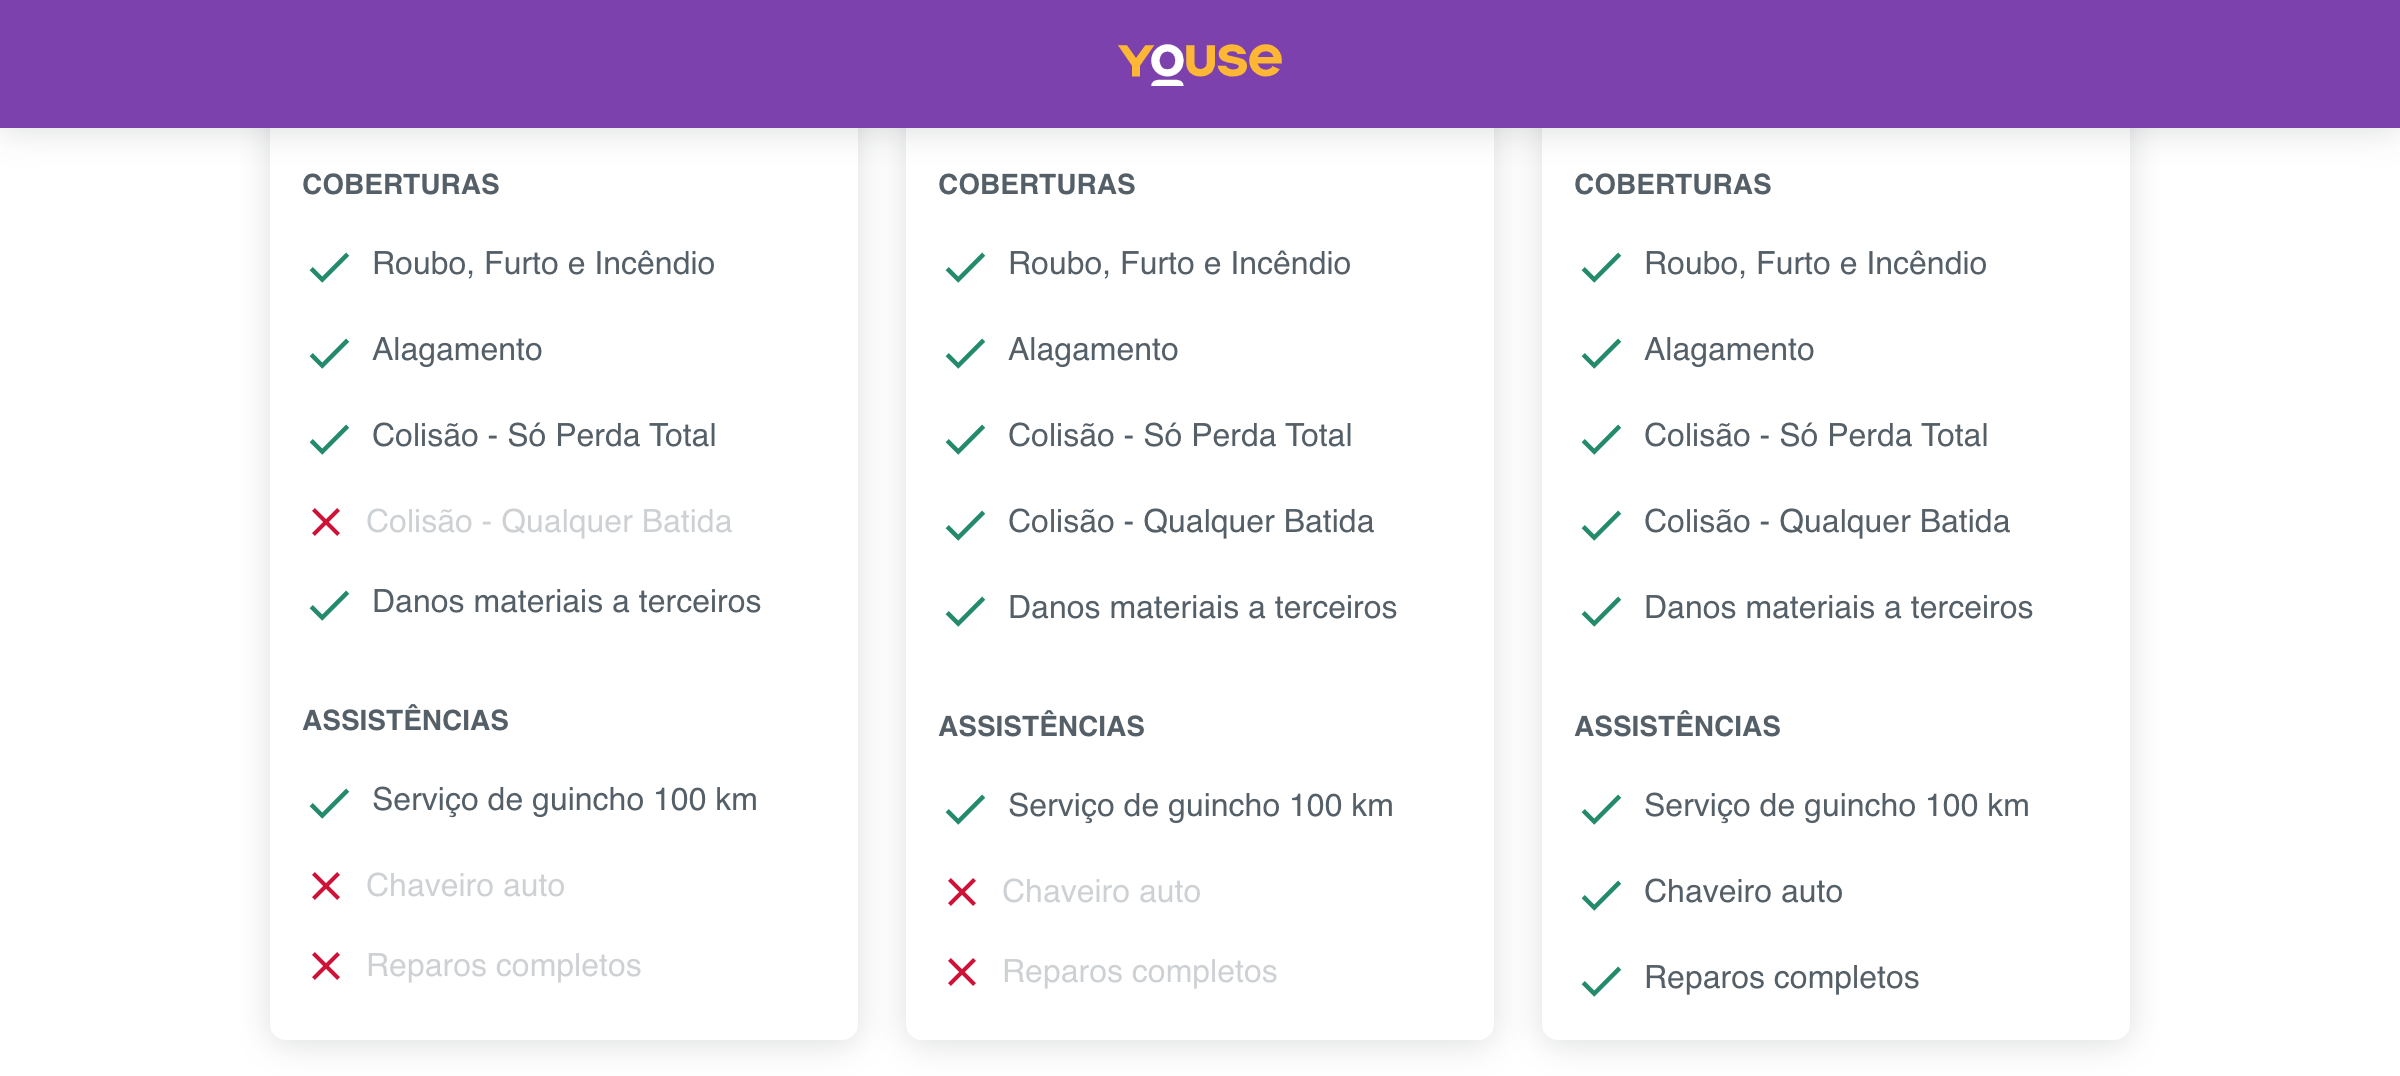 YOUSE
COBERTURAS
Roubo, Furto e Incêndio
Alagamento
Colisão - Só Perda Total
Colisão - Qualquer Batida
Danos materiais a terceiros
ASSISTÊNCIAS
Serviço de guincho 100 km
Chaveiro auto
Reparos completos
COBERTURAS
Roubo, Furto e Incêndio
Alagamento
Colisão - Só Perda Total
Colisão - Qualquer Batida
Danos materiais a terceiros
ASSISTÊNCIAS
Serviço de guincho 100 km
Chaveiro auto
Reparos completos
COBERTURAS
Roubo, Furto e Incêndio
Alagamento
Colisão - Só Perda Total
Colisão - Qualquer Batida
Danos materiais a terceiros
ASSISTÊNCIAS
Serviço de guincho 100 km
Chaveiro auto
Reparos completos